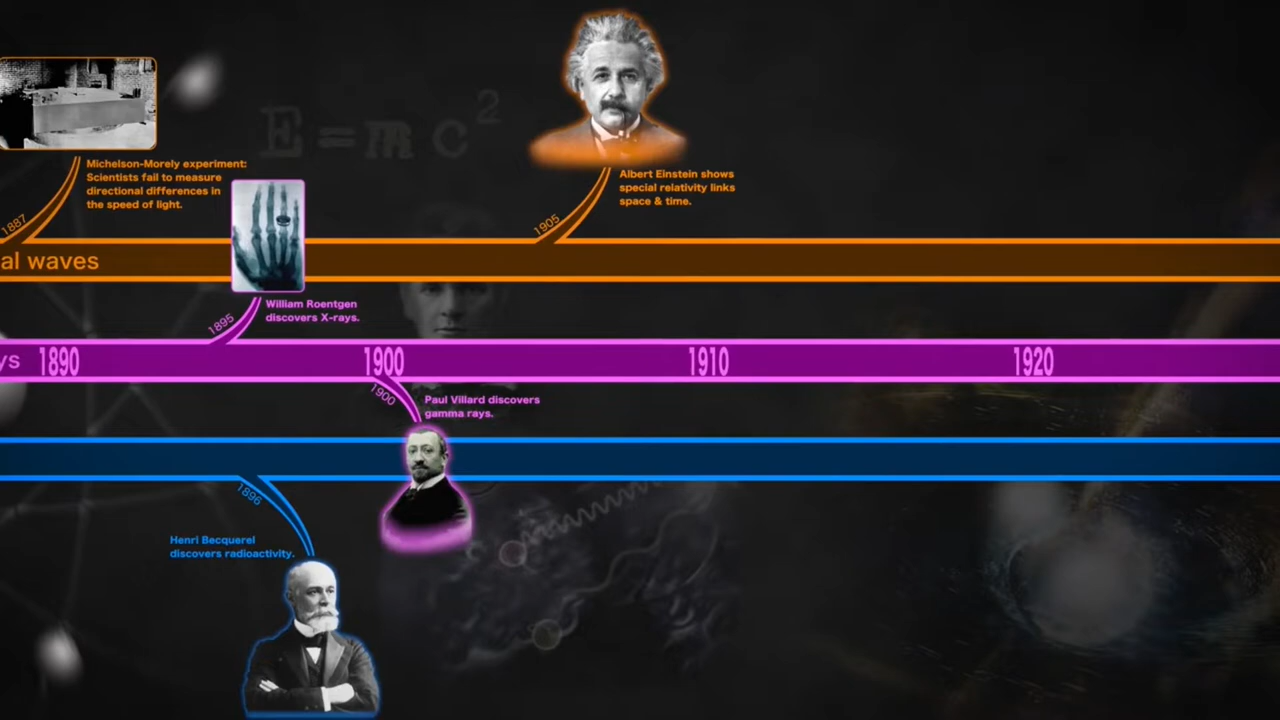 E=mc²
Michelson-Morely experiment:
Scientists fail to measure
directional differences in
the speed of light.
1887
Albert Einstein shows
special relativity links
space & time.
1905
al waves
William Roentgen
discovers X-rays.
1895
ys 1890 1900 1910 1920
1900
Paul Villard discovers
gamma rays.
1896
Henri Becquerel
discovers radioactivity.